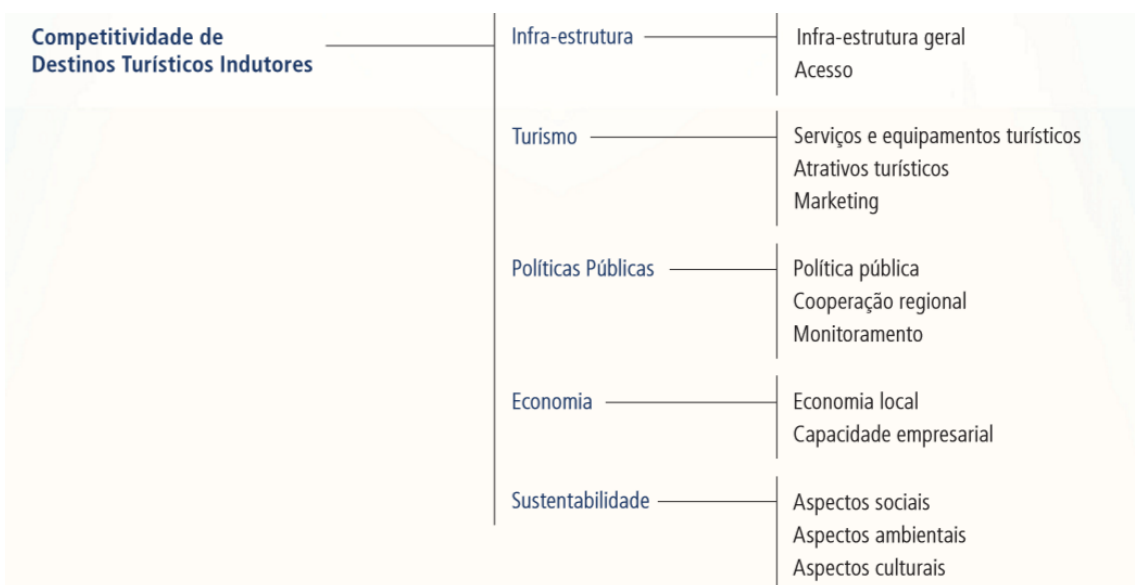 Competitividade de
Destinos Turísticos Indutores
Infra-estrutura
Infra-estrutura geral
Acesso
Turismo
Serviços e equipamentos turísticos
Atrativos turísticos
Marketing
Políticas Públicas
Política pública
Cooperação regional
Monitoramento
Economia
Economia local
Capacidade empresarial
Sustentabilidade
Aspectos sociais
Aspectos ambientais
Aspectos culturais